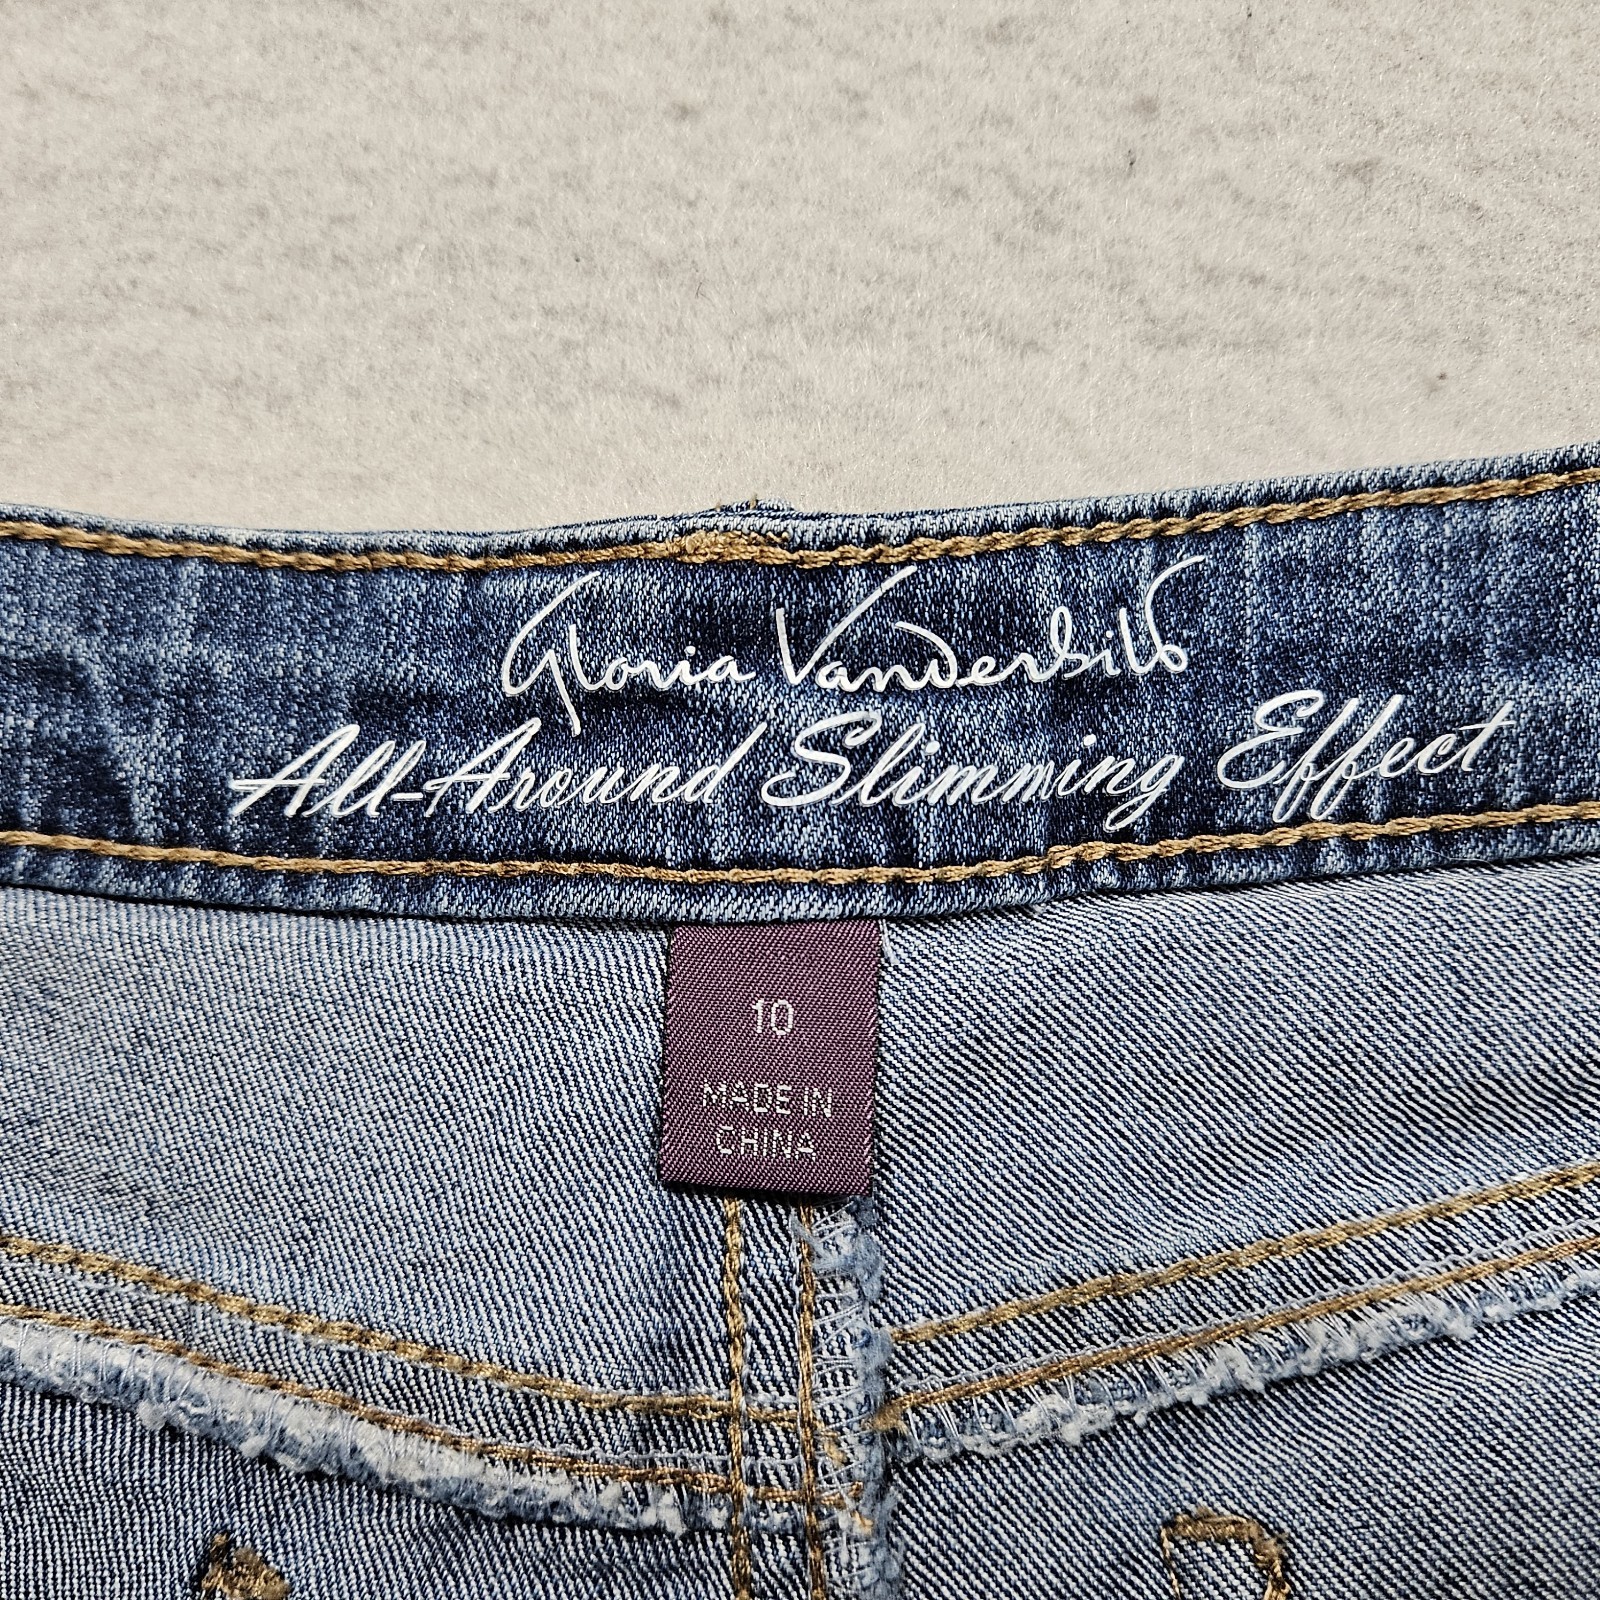 Gloria Vanderbilt
All-Around Slimming Effect
10
MADE IN
CHINA